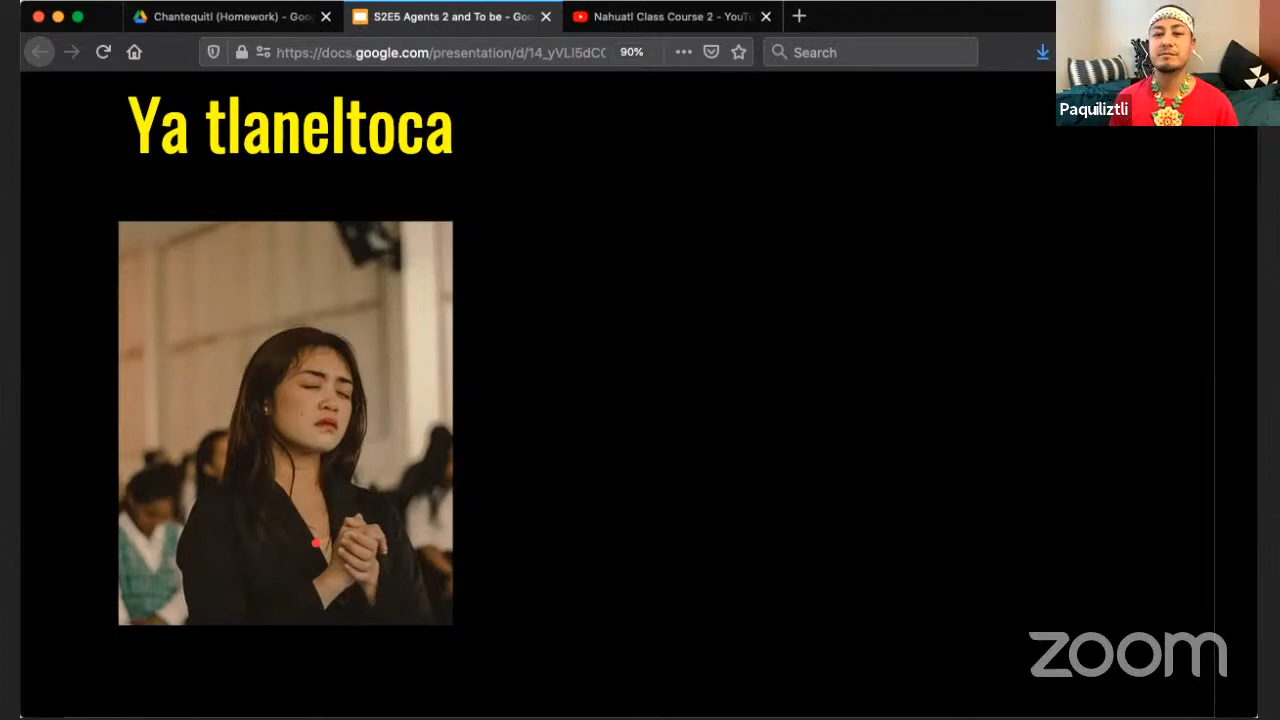 Chantequitl (Homework) - Goo
S2E5 Agents 2 and To be - Goo
Nahuatl Class Course 2 - YouTu
https://docs.google.com/presentation/d/14_yVLI5dC
90%
Search
Paquiliztli
Ya tlaneltoca
zoom